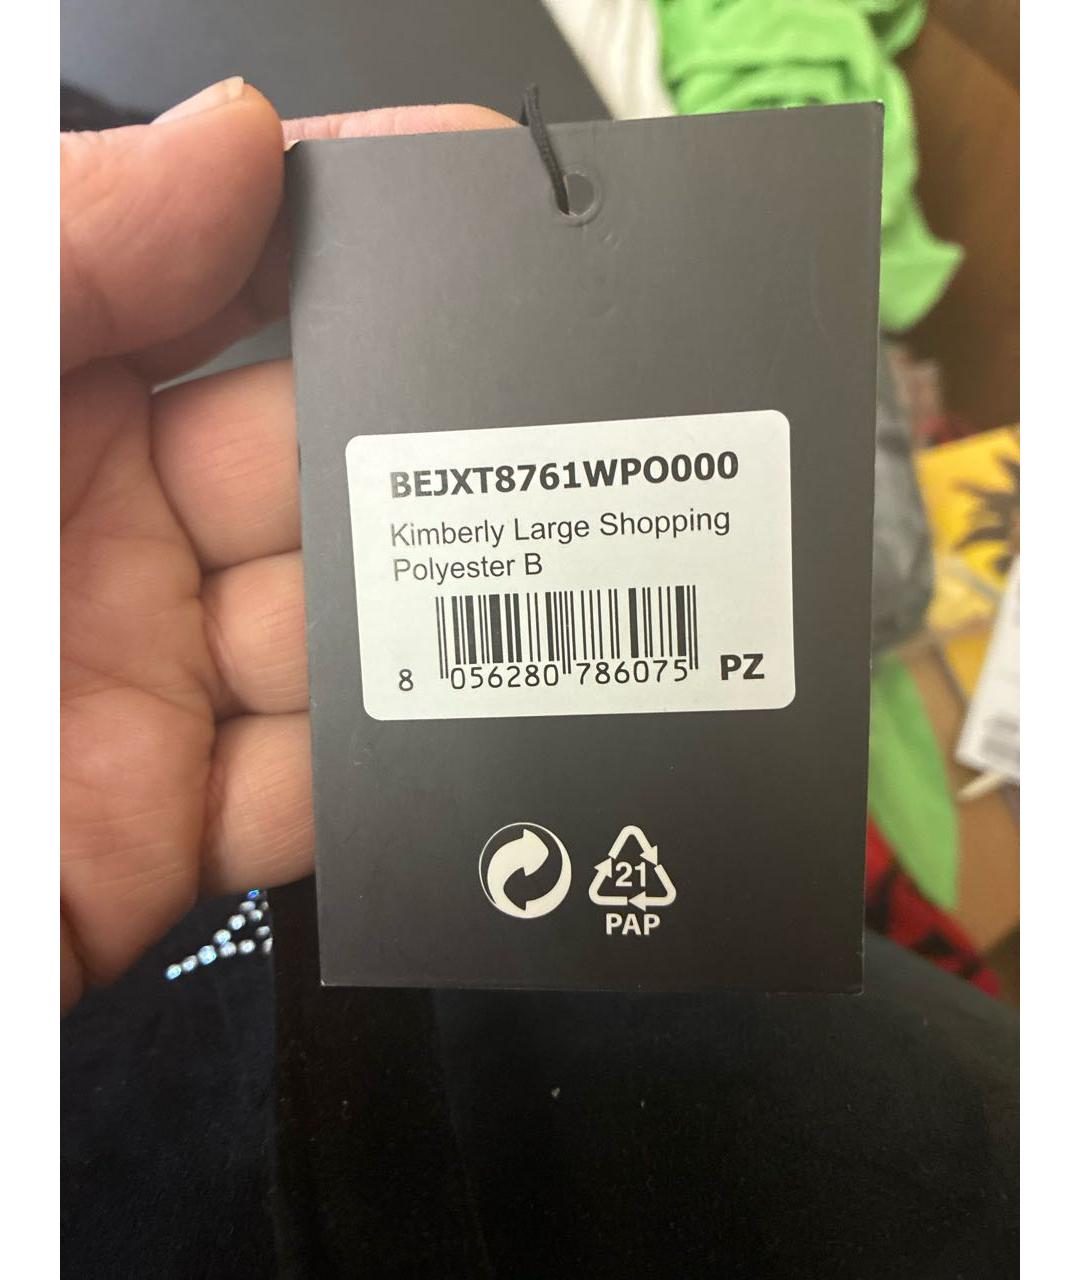 BEJXT8761WPO000
Kimberly Large Shopping
Polyester B
8 056280 786075 PZ
21
PAP